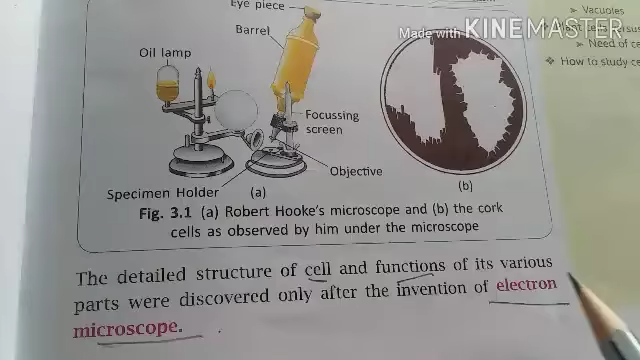 Eye piece
Made with KINEMASTER
Vacuoles
Barrel
Need of ce
How to study ce
Oil lamp
Focussing
screen
Objective
Specimen Holder
(a)
(b)
Fig. 3.1 (a) Robert Hooke's microscope and (b) the cork
cells as observed by him under the microscope
The detailed structure of cell and functions of its various
parts were discovered only after the invention of electron
microscope.